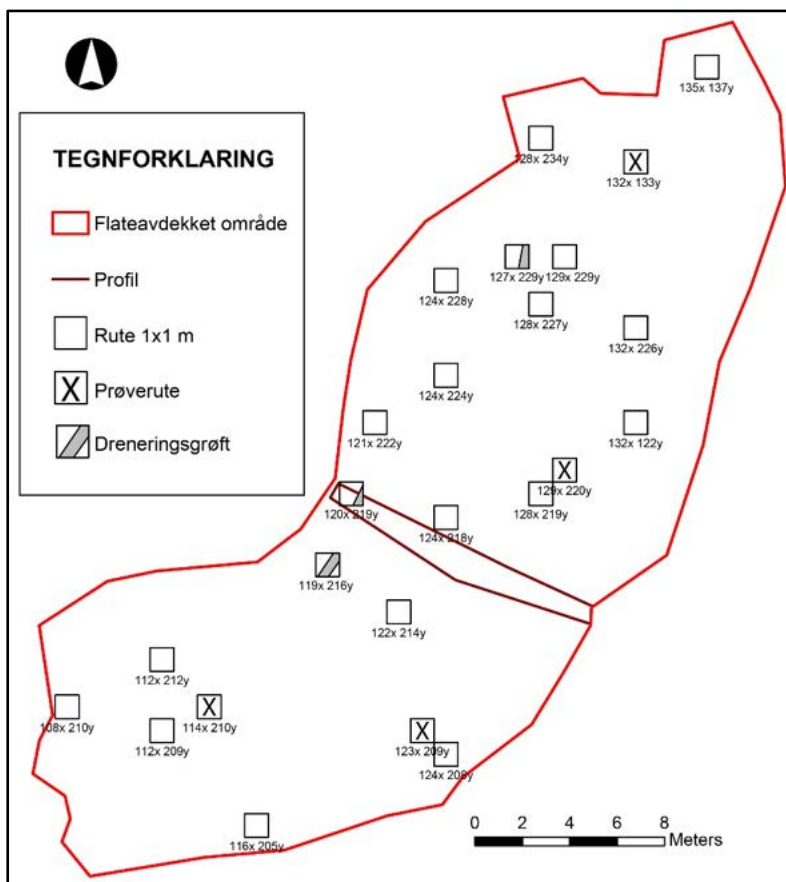 135x 137y
128x 234y
132x 133y
TEGNFORKLARING
Flateavdekket område
Profil
Rute 1x1 m
Prøverute
Dreneringsgrøft
127x 229y
129x 229y
124x 228y
128x 227y
132x 226y
124x 224y
121x 222y
132x 122y
129x 220y
120x 219y
128x 219y
124x 218y
119x 216y
122x 214y
112x 212y
108x 210y
114x 210y
112x 209y
123x 209y
124x 208y
116x 205y
0 2 4 6 8
Meters